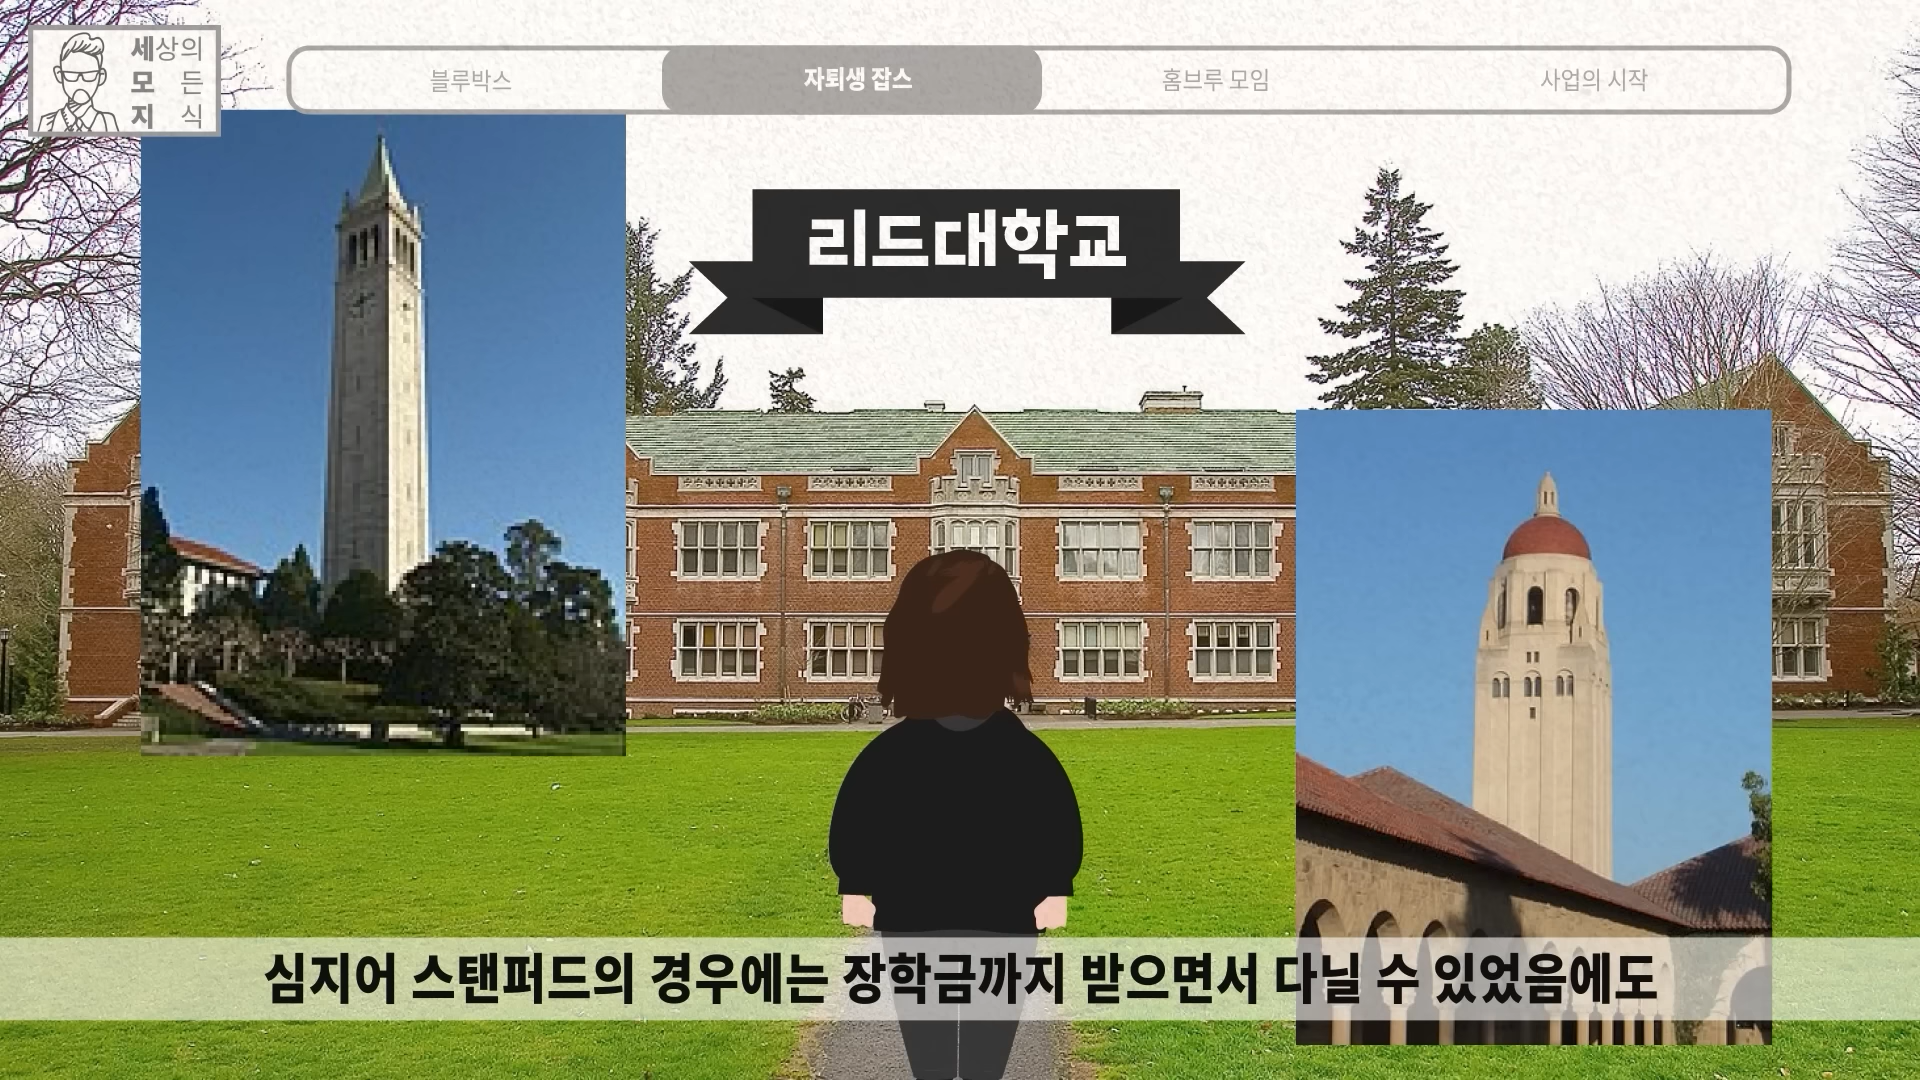 세상의
모든
지식
블루박스
자퇴생 잡스
홈브루 모임
사업의 시작
리드대학교
심지어 스탠퍼드의 경우에는 장학금까지 받으면서 다닐 수 있었음에도